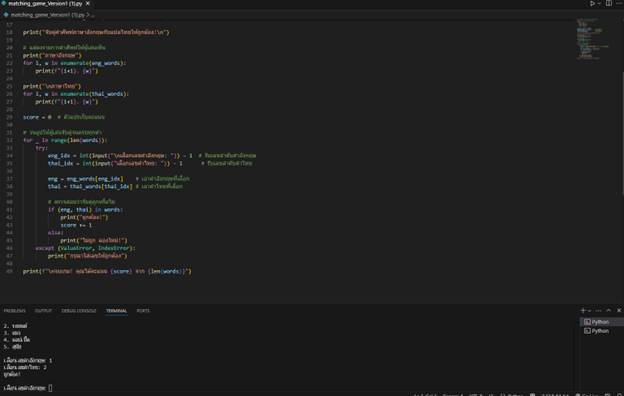 matching_game_Version1 (1).py
matching_game_Version1 (1).py > ...
17
18 print("จับคู่คำศัพท์ภาษาอังกฤษกับแปลไทยให้ถูกต้อง!\n")
19
20 # แสดงรายการคำศัพท์ให้ผู้เล่นเห็น
21 print("ภาษาอังกฤษ")
22 for i, w in enumerate(eng_words):
23 print(f"{i+1}. {w}")
24
25 print("\nภาษาไทย")
26 for i, w in enumerate(thai_words):
27 print(f"{i+1}. {w}")
28
29 score = 0 # ตัวแปรเก็บคะแนน
30
31 # วนลูปให้ผู้เล่นจับคู่จนครบทุกคำ
32 for _ in range(len(words)):
33 try:
34 eng_idx = int(input("\nเลือกเลขคำอังกฤษ: ")) - 1 # รับเลขลำดับคำอังกฤษ
35 thai_idx = int(input("เลือกเลขคำไทย: ")) - 1 # รับเลขลำดับคำไทย
36
37 eng = eng_words[eng_idx] # เอาคำอังกฤษที่เลือก
38 thai = thai_words[thai_idx] # เอาคำไทยที่เลือก
39
40 # ตรวจสอบว่าจับคู่ถูกหรือไม่
41 if (eng, thai) in words:
42 print("ถูกต้อง!")
43 score += 1
44 else:
45 print("ไม่ถูก ลองใหม่!")
46 except (ValueError, IndexError):
47 print("กรุณาใส่เลขให้ถูกต้อง")
48
49 print(f"\nจบเกม! คุณได้คะแนน {score} จาก {len(words)}")
PROBLEMS OUTPUT DEBUG CONSOLE TERMINAL PORTS
Python
Python
2. รถยนต์
3. แมว
4. แอปเปิ้ล
5. สุนัข
เลือกเลขคำอังกฤษ: 1
เลือกเลขคำไทย: 2
ถูกต้อง!
เลือกเลขคำอังกฤษ: